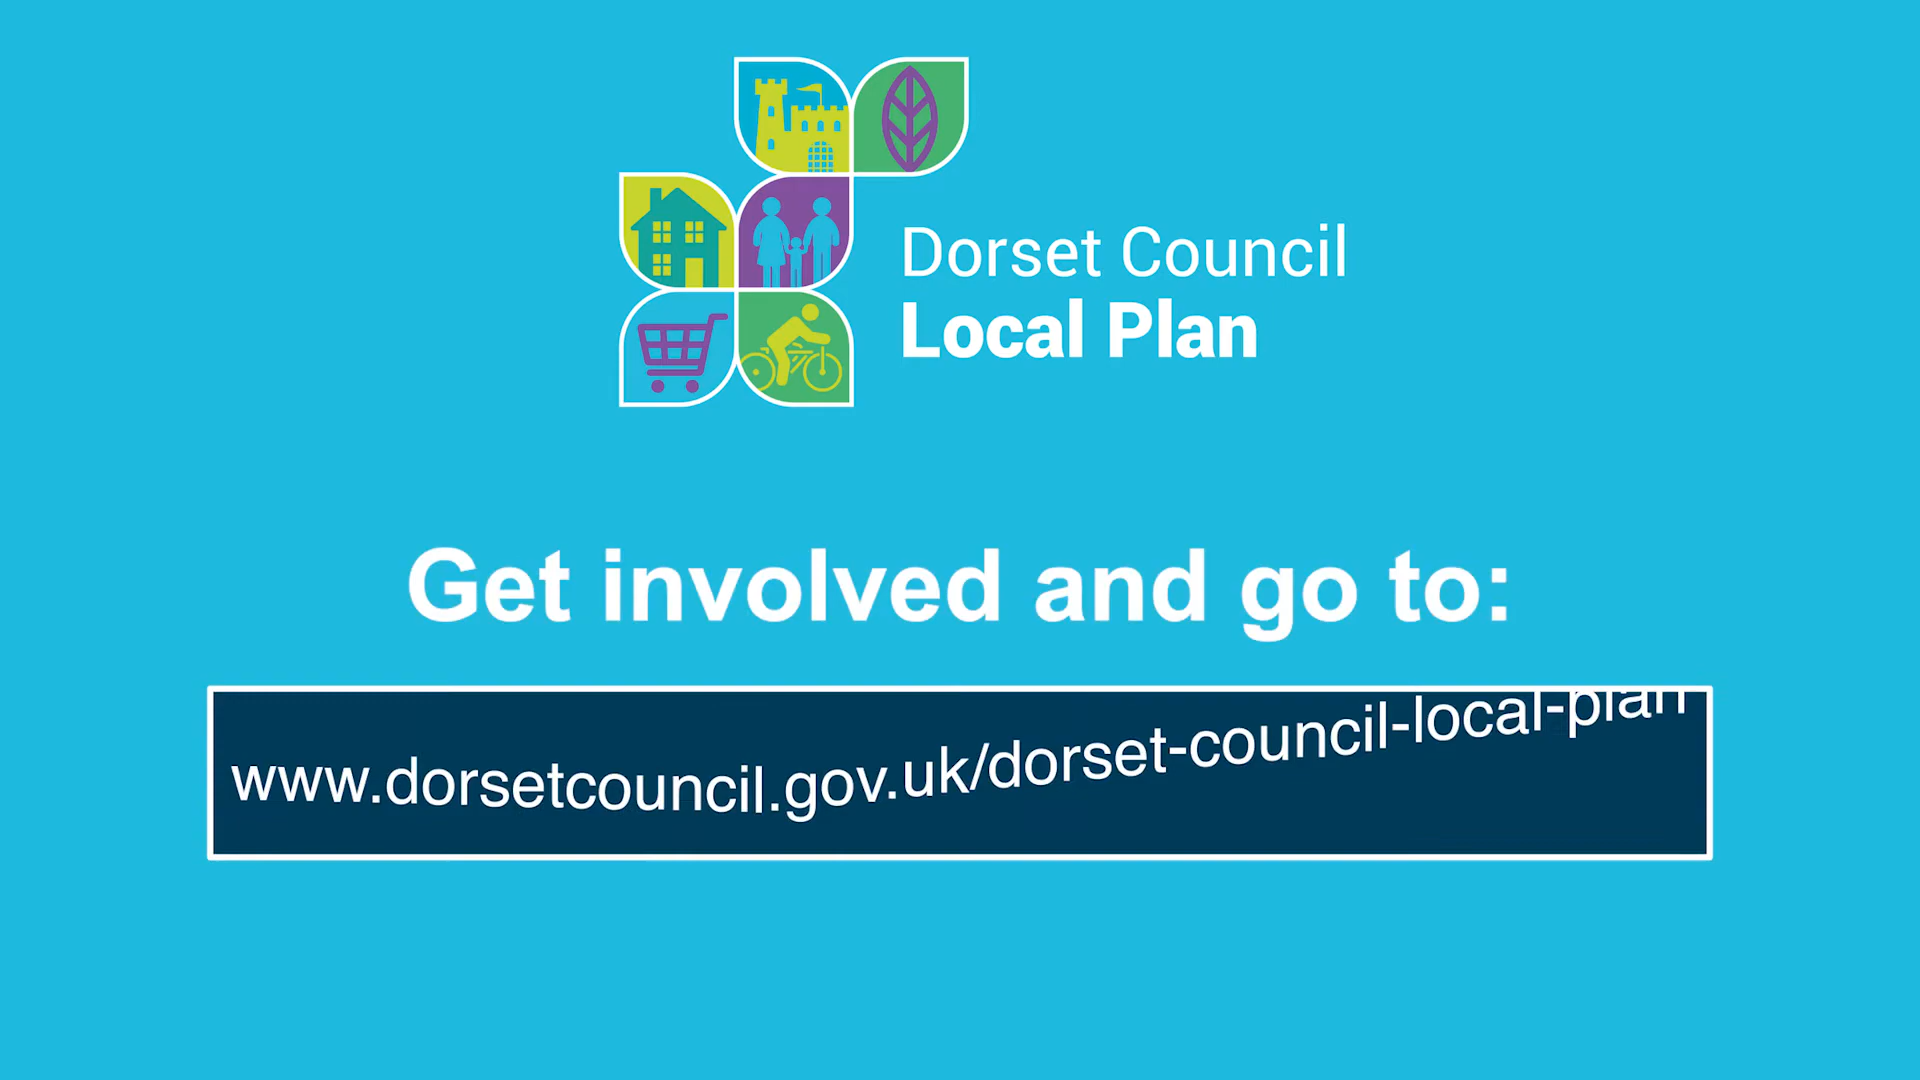 Dorset Council
Local Plan
Get involved and go to:
www.dorsetcouncil.gov.uk/dorset-council-local-plan